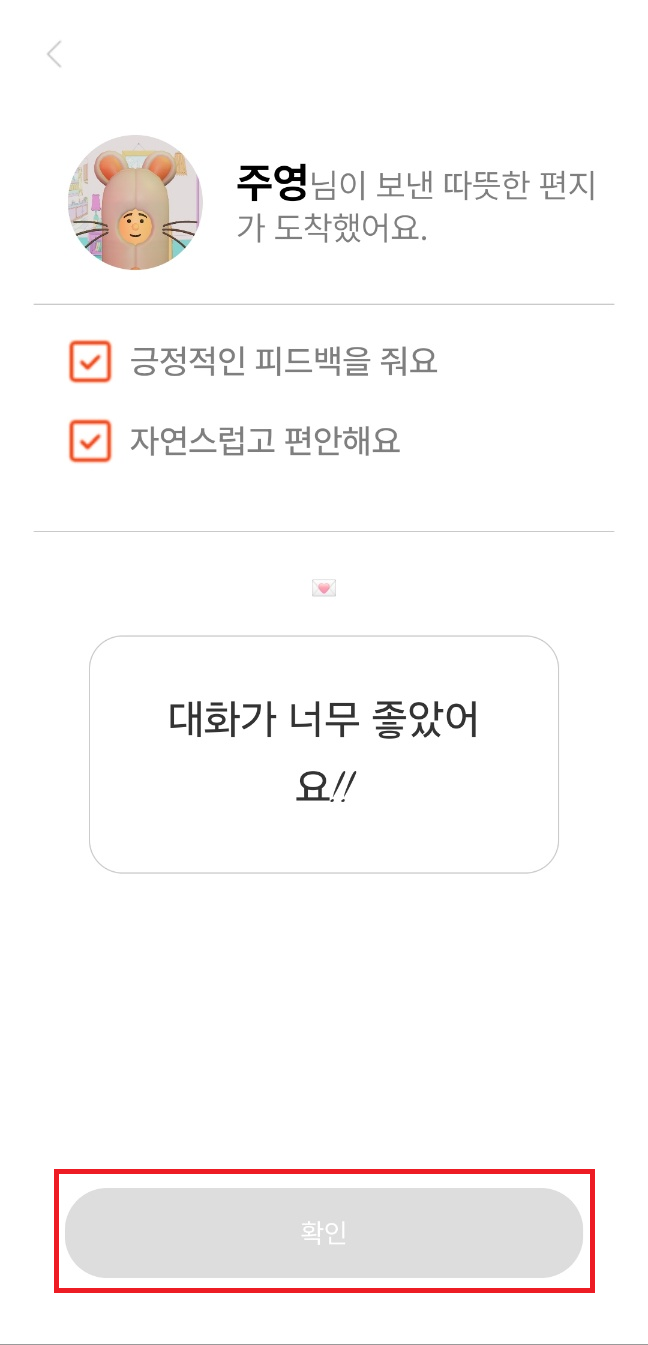 주영님이 보낸 따뜻한 편지
가 도착했어요.
긍정적인 피드백을 줘요
자연스럽고 편안해요
대화가 너무 좋았어
요!!
확인